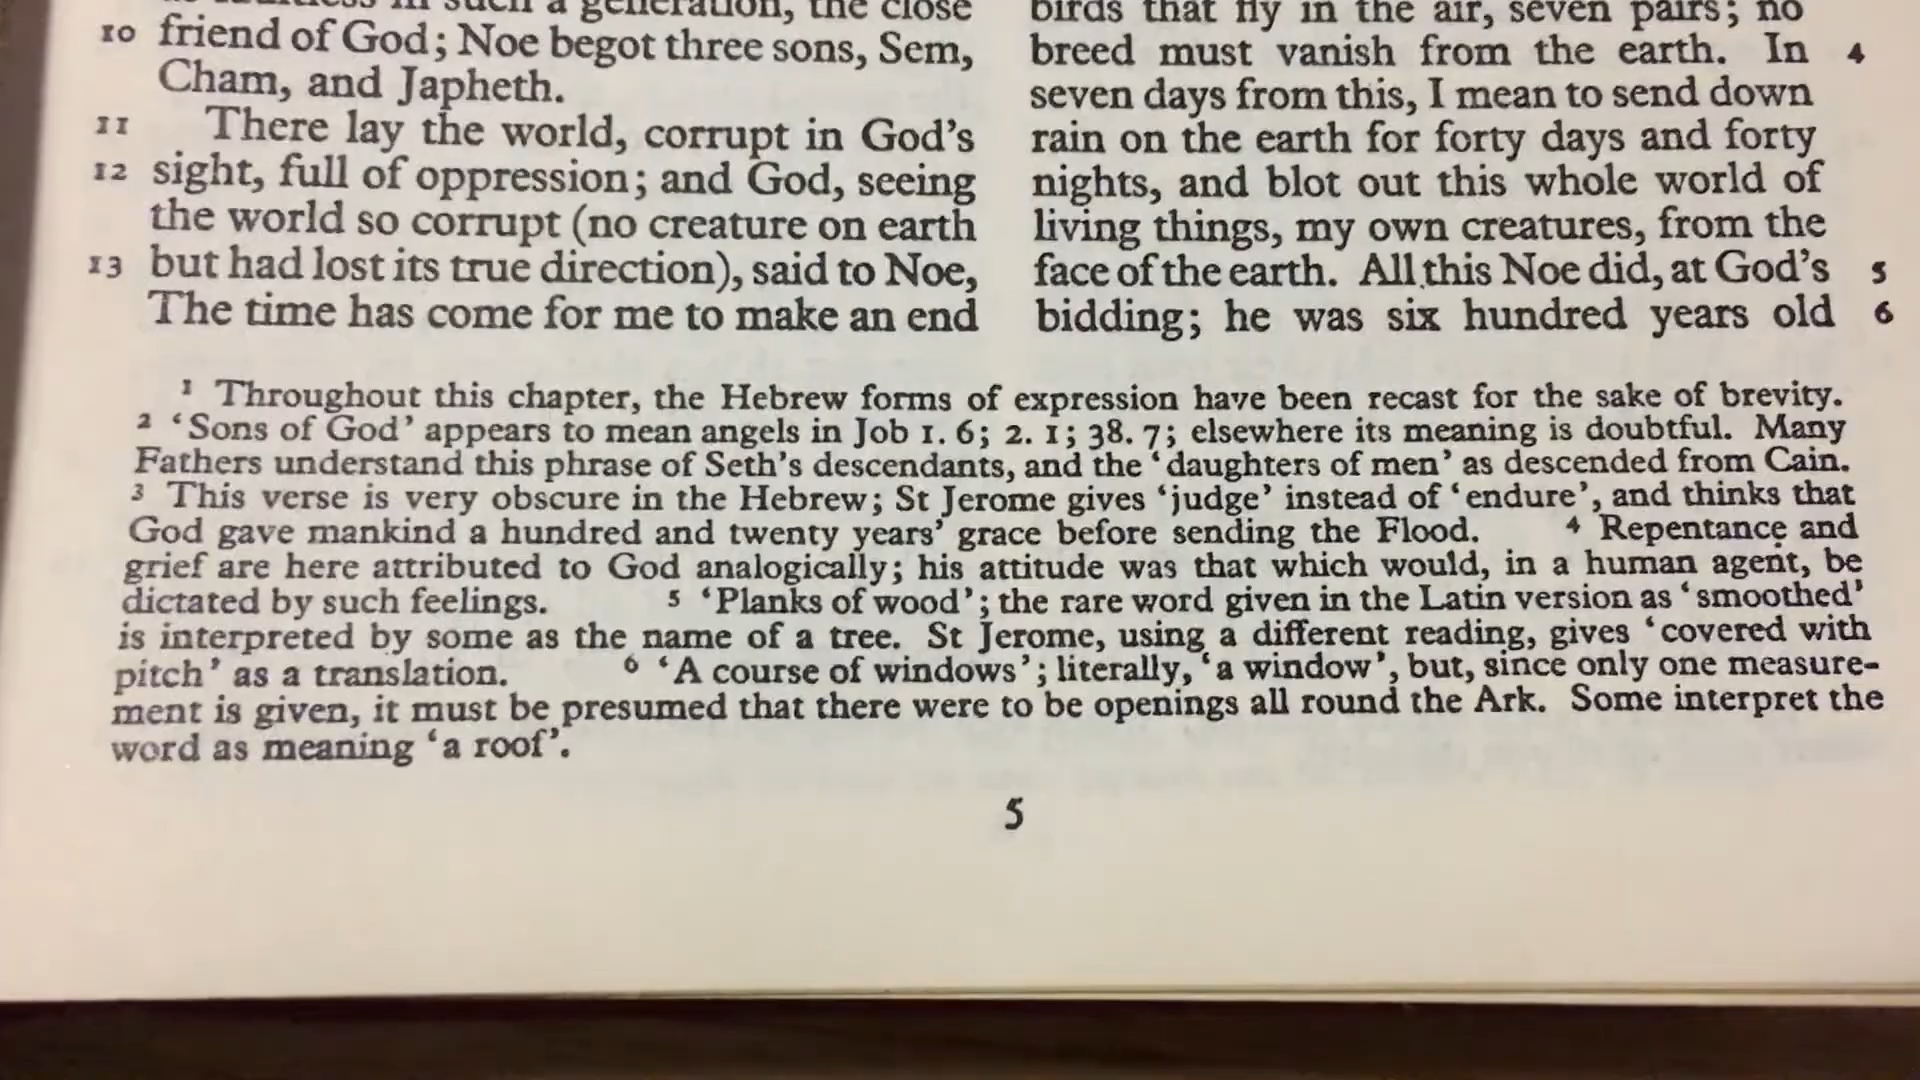 in such a generation, the close
10 friend of God; Noe begot three sons, Sem,
Cham, and Japheth.
11 There lay the world, corrupt in God's
12 sight, full of oppression; and God, seeing
the world so corrupt (no creature on earth
13 but had lost its true direction), said to Noe,
The time has come for me to make an end
birds that fly in the air, seven pairs; no
breed must vanish from the earth. In 4
seven days from this, I mean to send down
rain on the earth for forty days and forty
nights, and blot out this whole world of
living things, my own creatures, from the
face of the earth. All this Noe did, at God's 5
bidding; he was six hundred years old 6
¹ Throughout this chapter, the Hebrew forms of expression have been recast for the sake of brevity.
² ‘Sons of God’ appears to mean angels in Job 1. 6; 2. 1; 38. 7; elsewhere its meaning is doubtful. Many
Fathers understand this phrase of Seth's descendants, and the ‘daughters of men’ as descended from Cain.
³ This verse is very obscure in the Hebrew; St Jerome gives ‘judge’ instead of ‘endure’, and thinks that
God gave mankind a hundred and twenty years’ grace before sending the Flood. ⁴ Repentance and
grief are here attributed to God analogically; his attitude was that which would, in a human agent, be
dictated by such feelings. ⁵ ‘Planks of wood’; the rare word given in the Latin version as ‘smoothed’
is interpreted by some as the name of a tree. St Jerome, using a different reading, gives ‘covered with
pitch’ as a translation. ⁶ ‘A course of windows’; literally, ‘a window’, but, since only one measure-
ment is given, it must be presumed that there were to be openings all round the Ark. Some interpret the
word as meaning ‘a roof’.
5